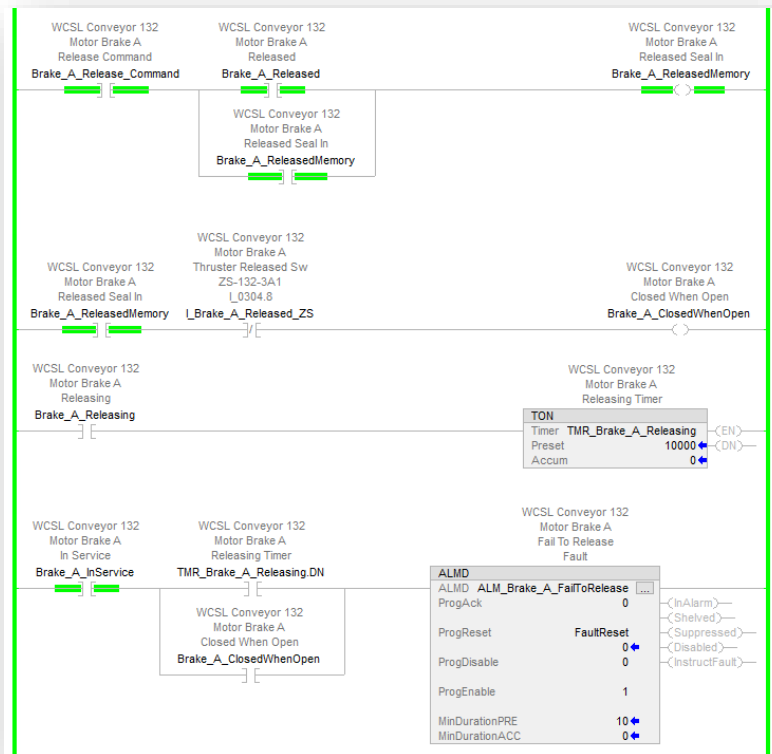 WCSL Conveyor 132
Motor Brake A
Release Command
Brake_A_Release_Command
WCSL Conveyor 132
Motor Brake A
Released
Brake_A_Released
WCSL Conveyor 132
Motor Brake A
Released Seal In
Brake_A_ReleasedMemory
WCSL Conveyor 132
Motor Brake A
Released Seal In
Brake_A_ReleasedMemory
WCSL Conveyor 132
Motor Brake A
Released Seal In
Brake_A_ReleasedMemory
WCSL Conveyor 132
Motor Brake A
Thruster Released Sw
ZS-132-3A1
I_0304.8
I_Brake_A_Released_ZS
WCSL Conveyor 132
Motor Brake A
Closed When Open
Brake_A_ClosedWhenOpen
WCSL Conveyor 132
Motor Brake A
Releasing
Brake_A_Releasing
WCSL Conveyor 132
Motor Brake A
Releasing Timer
TON
Timer TMR_Brake_A_Releasing (EN)
Preset 10000 (DN)
Accum 0
WCSL Conveyor 132
Motor Brake A
In Service
Brake_A_InService
WCSL Conveyor 132
Motor Brake A
Releasing Timer
TMR_Brake_A_Releasing.DN
WCSL Conveyor 132
Motor Brake A
Closed When Open
Brake_A_ClosedWhenOpen
WCSL Conveyor 132
Motor Brake A
Fail To Release
Fault
ALMD
ALMD ALM_Brake_A_FailToRelease ...
ProgAck 0 (InAlarm)
(Shelved)
ProgReset FaultReset (Suppressed)
0 (Disabled)
ProgDisable 0 (InstructFault)
ProgEnable 1
MinDurationPRE 10
MinDurationACC 0